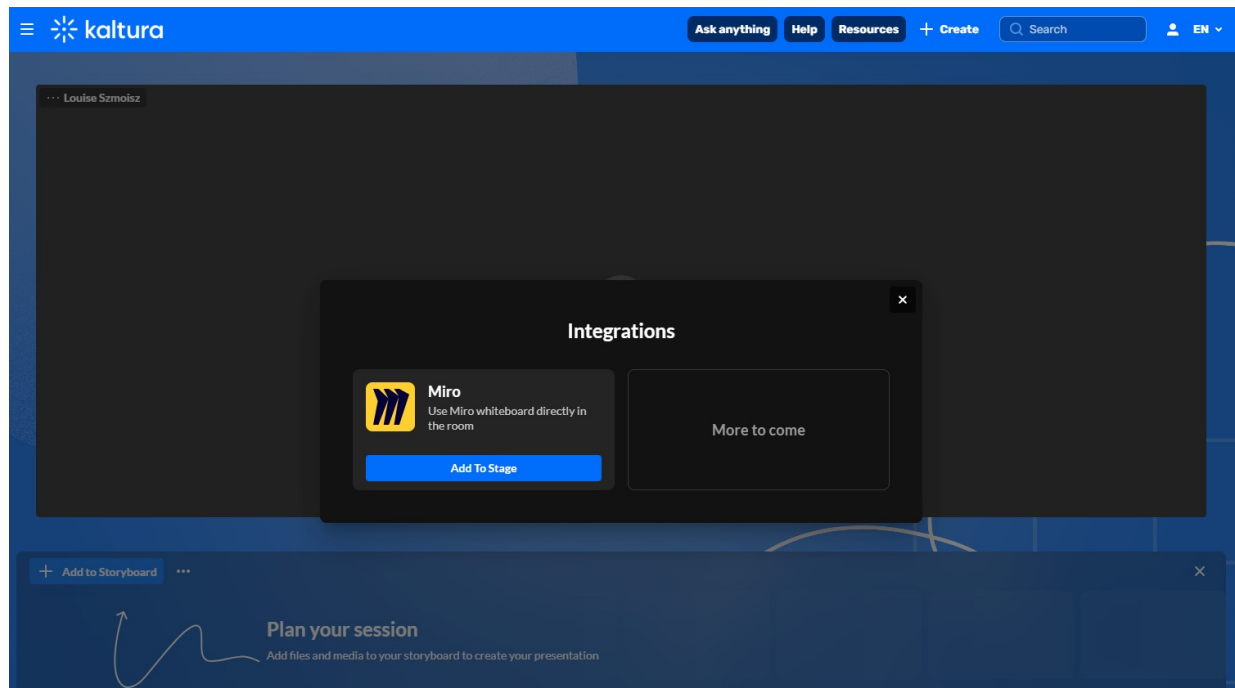 kaltura
Ask anything
Help
Resources
+ Create
Search
EN
··· Louise Szmoisz
Integrations
Miro
Use Miro whiteboard directly in
the room
Add To Stage
More to come
+ Add to Storyboard ···
Plan your session
Add files and media to your storyboard to create your presentation